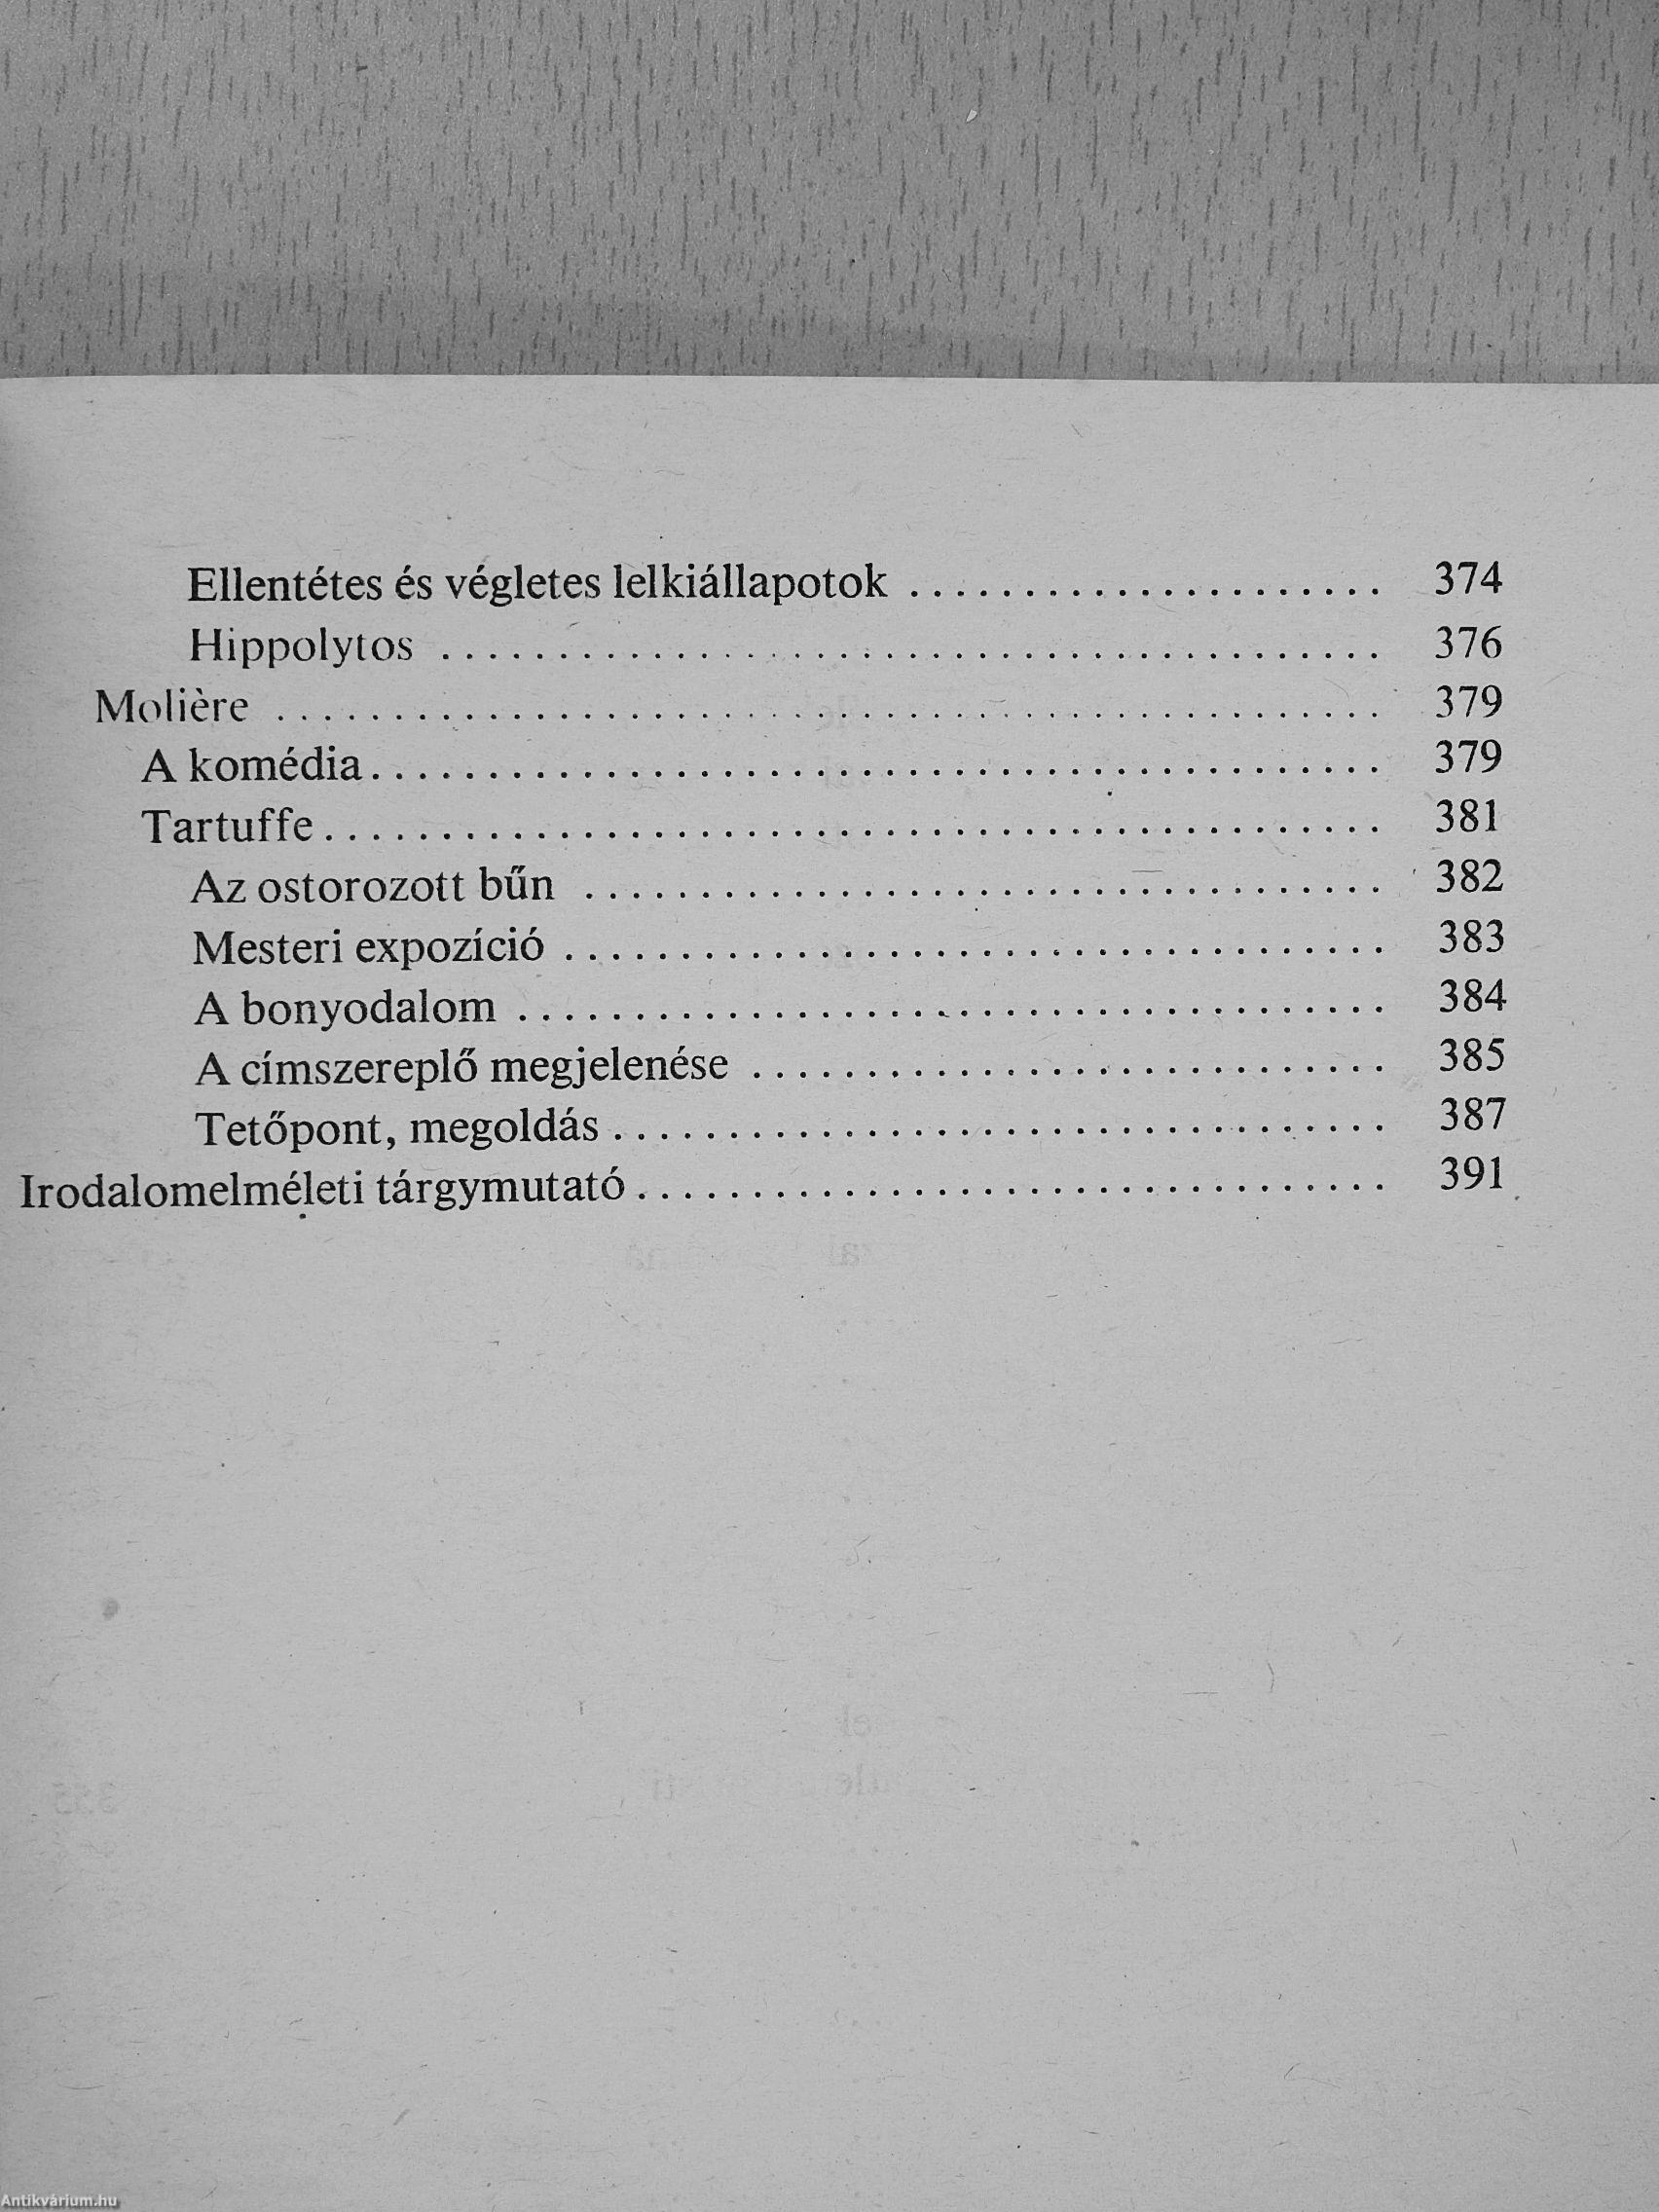 Ellentétes és végletes lelkiállapotok ..................... 374
Hippolytos ......................................... 376
Molière ................................................ 379
A komédia............................................ 379
Tartuffe.............................................. 381
Az ostorozott bűn ................................... 382
Mesteri expozíció .................................... 383
A bonyodalom ...................................... 384
A címszereplő megjelenése ............................ 385
Tetőpont, megoldás .................................. 387
Irodalomelméleti tárgymutató ................................. 391
Antikvárium.hu